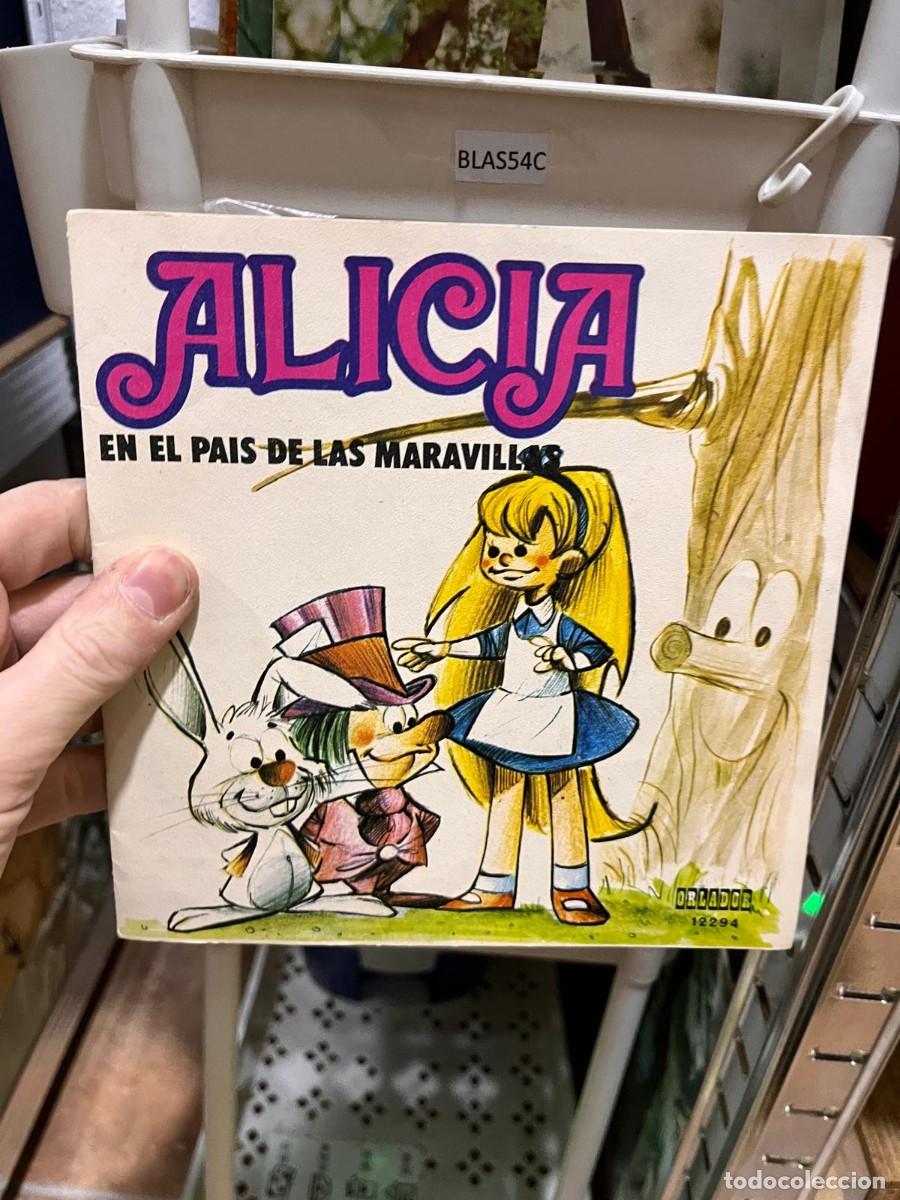 BLAS54C
ALICIA
EN EL PAIS DE LAS MARAVILLAS
ORLADOR
12294
todocoleccion